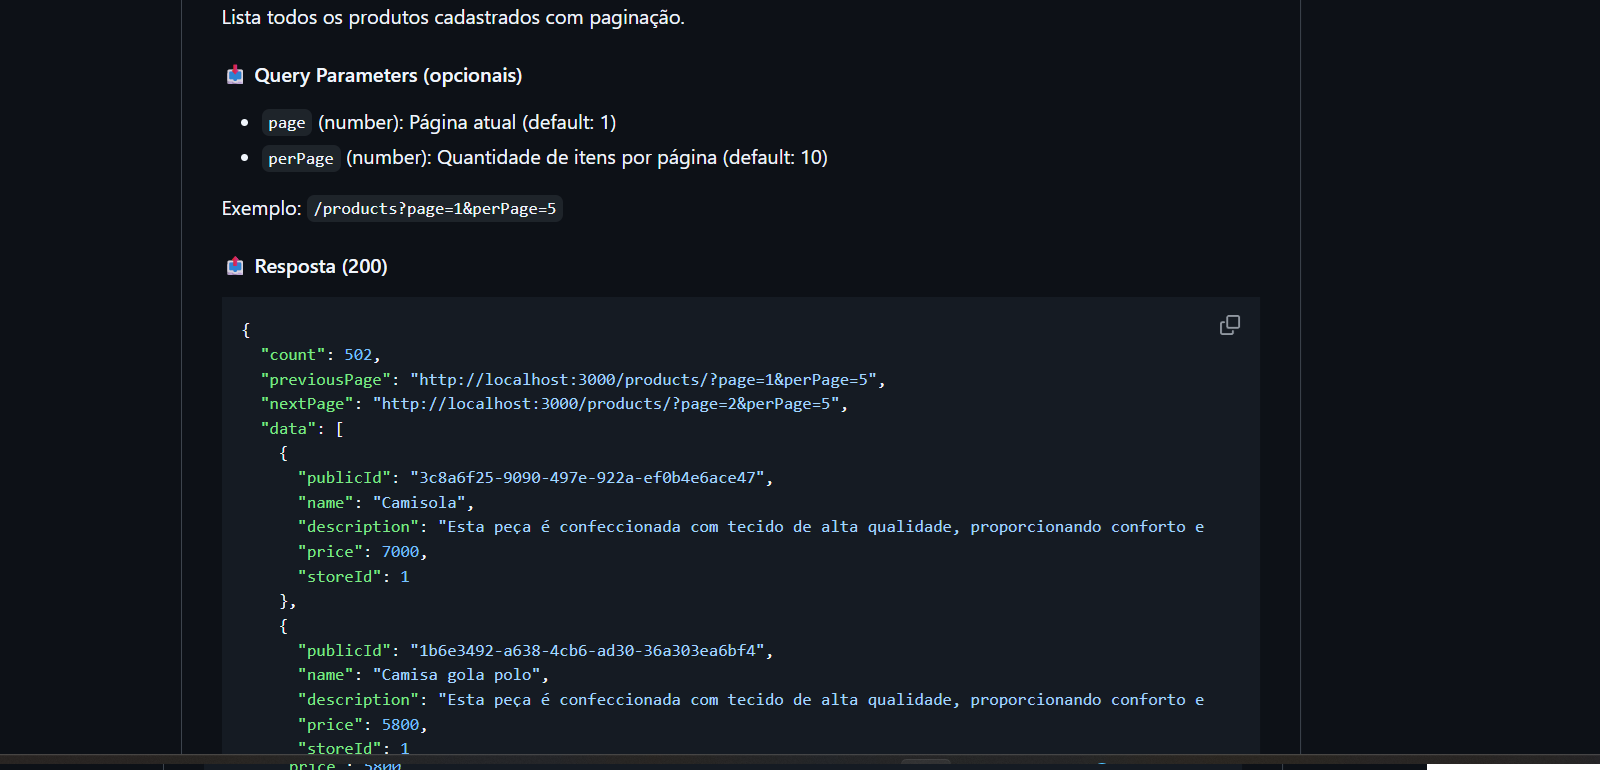 Lista todos os produtos cadastrados com paginação.
Query Parameters (opcionais)
page (number): Página atual (default: 1)
perPage (number): Quantidade de itens por página (default: 10)
Exemplo: /products?page=1&perPage=5
Resposta (200)
{
"count": 502,
"previousPage": "http://localhost:3000/products/?page=1&perPage=5",
"nextPage": "http://localhost:3000/products/?page=2&perPage=5",
"data": [
{
"publicId": "3c8a6f25-9090-497e-922a-ef0b4e6ace47",
"name": "Camisola",
"description": "Esta peça é confeccionada com tecido de alta qualidade, proporcionando conforto e
"price": 7000,
"storeId": 1
},
{
"publicId": "1b6e3492-a638-4cb6-ad30-36a303ea6bf4",
"name": "Camisa gola polo",
"description": "Esta peça é confeccionada com tecido de alta qualidade, proporcionando conforto e
"price": 5800,
"storeId": 1
price : 5800